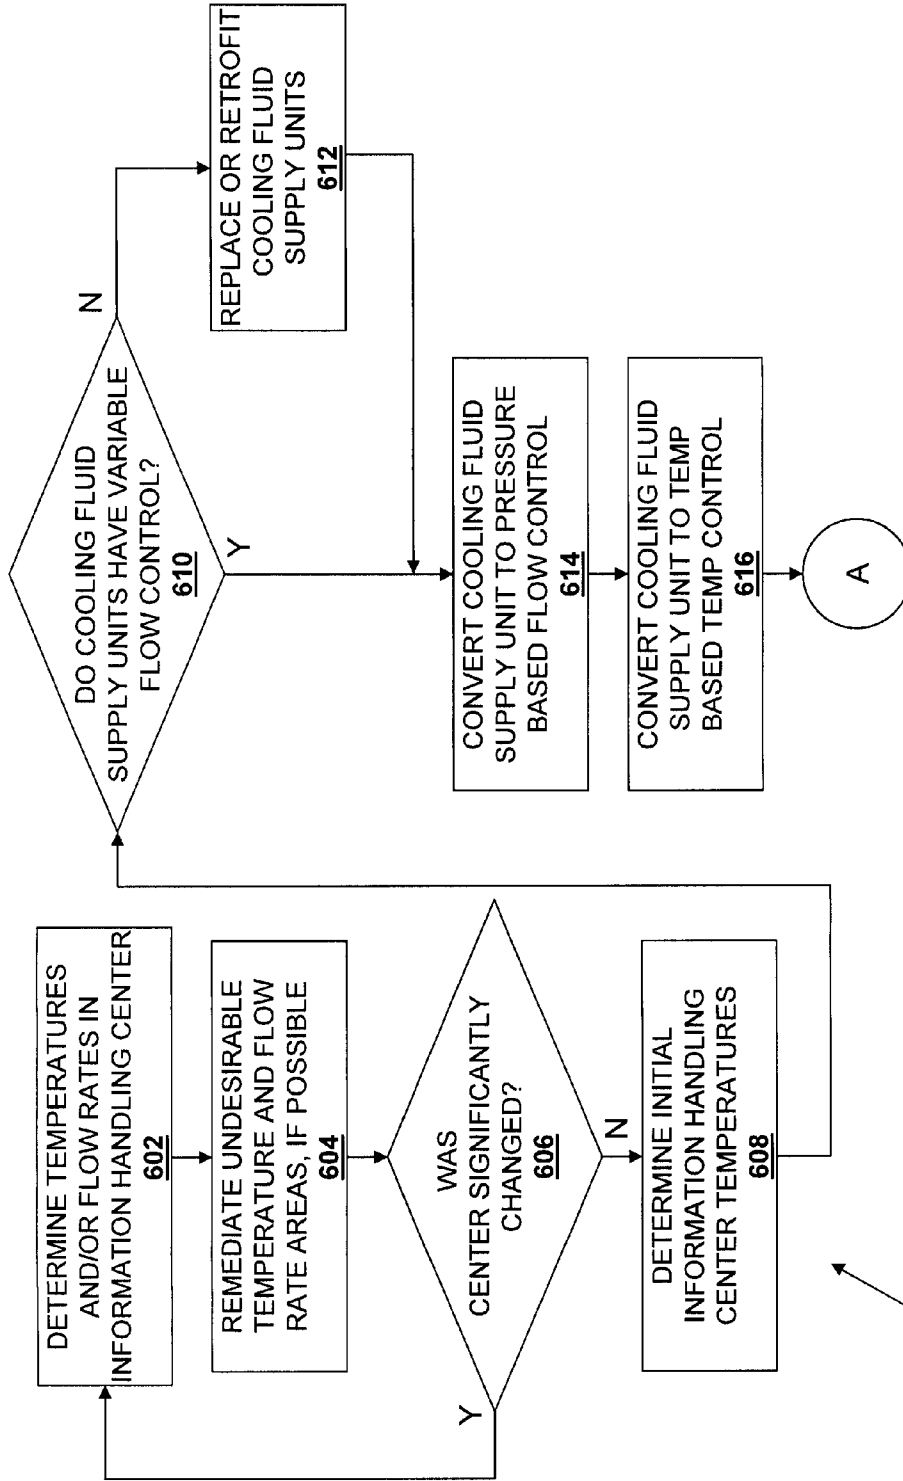 DETERMINE TEMPERATURES
AND/OR FLOW RATES IN
INFORMATION HANDLING CENTER
602
REMEDIATE UNDESIRABLE
TEMPERATURE AND FLOW
RATE AREAS, IF POSSIBLE
604
WAS
CENTER SIGNIFICANTLY
CHANGED?
606
Y
N
DETERMINE INITIAL
INFORMATION HANDLING
CENTER TEMPERATURES
608
DO COOLING FLUID
SUPPLY UNITS HAVE VARIABLE
FLOW CONTROL?
610
N
Y
REPLACE OR RETROFIT
COOLING FLUID
SUPPLY UNITS
612
CONVERT COOLING FLUID
SUPPLY UNIT TO PRESSURE
BASED FLOW CONTROL
614
CONVERT COOLING FLUID
SUPPLY UNIT TO TEMP
BASED TEMP CONTROL
616
A